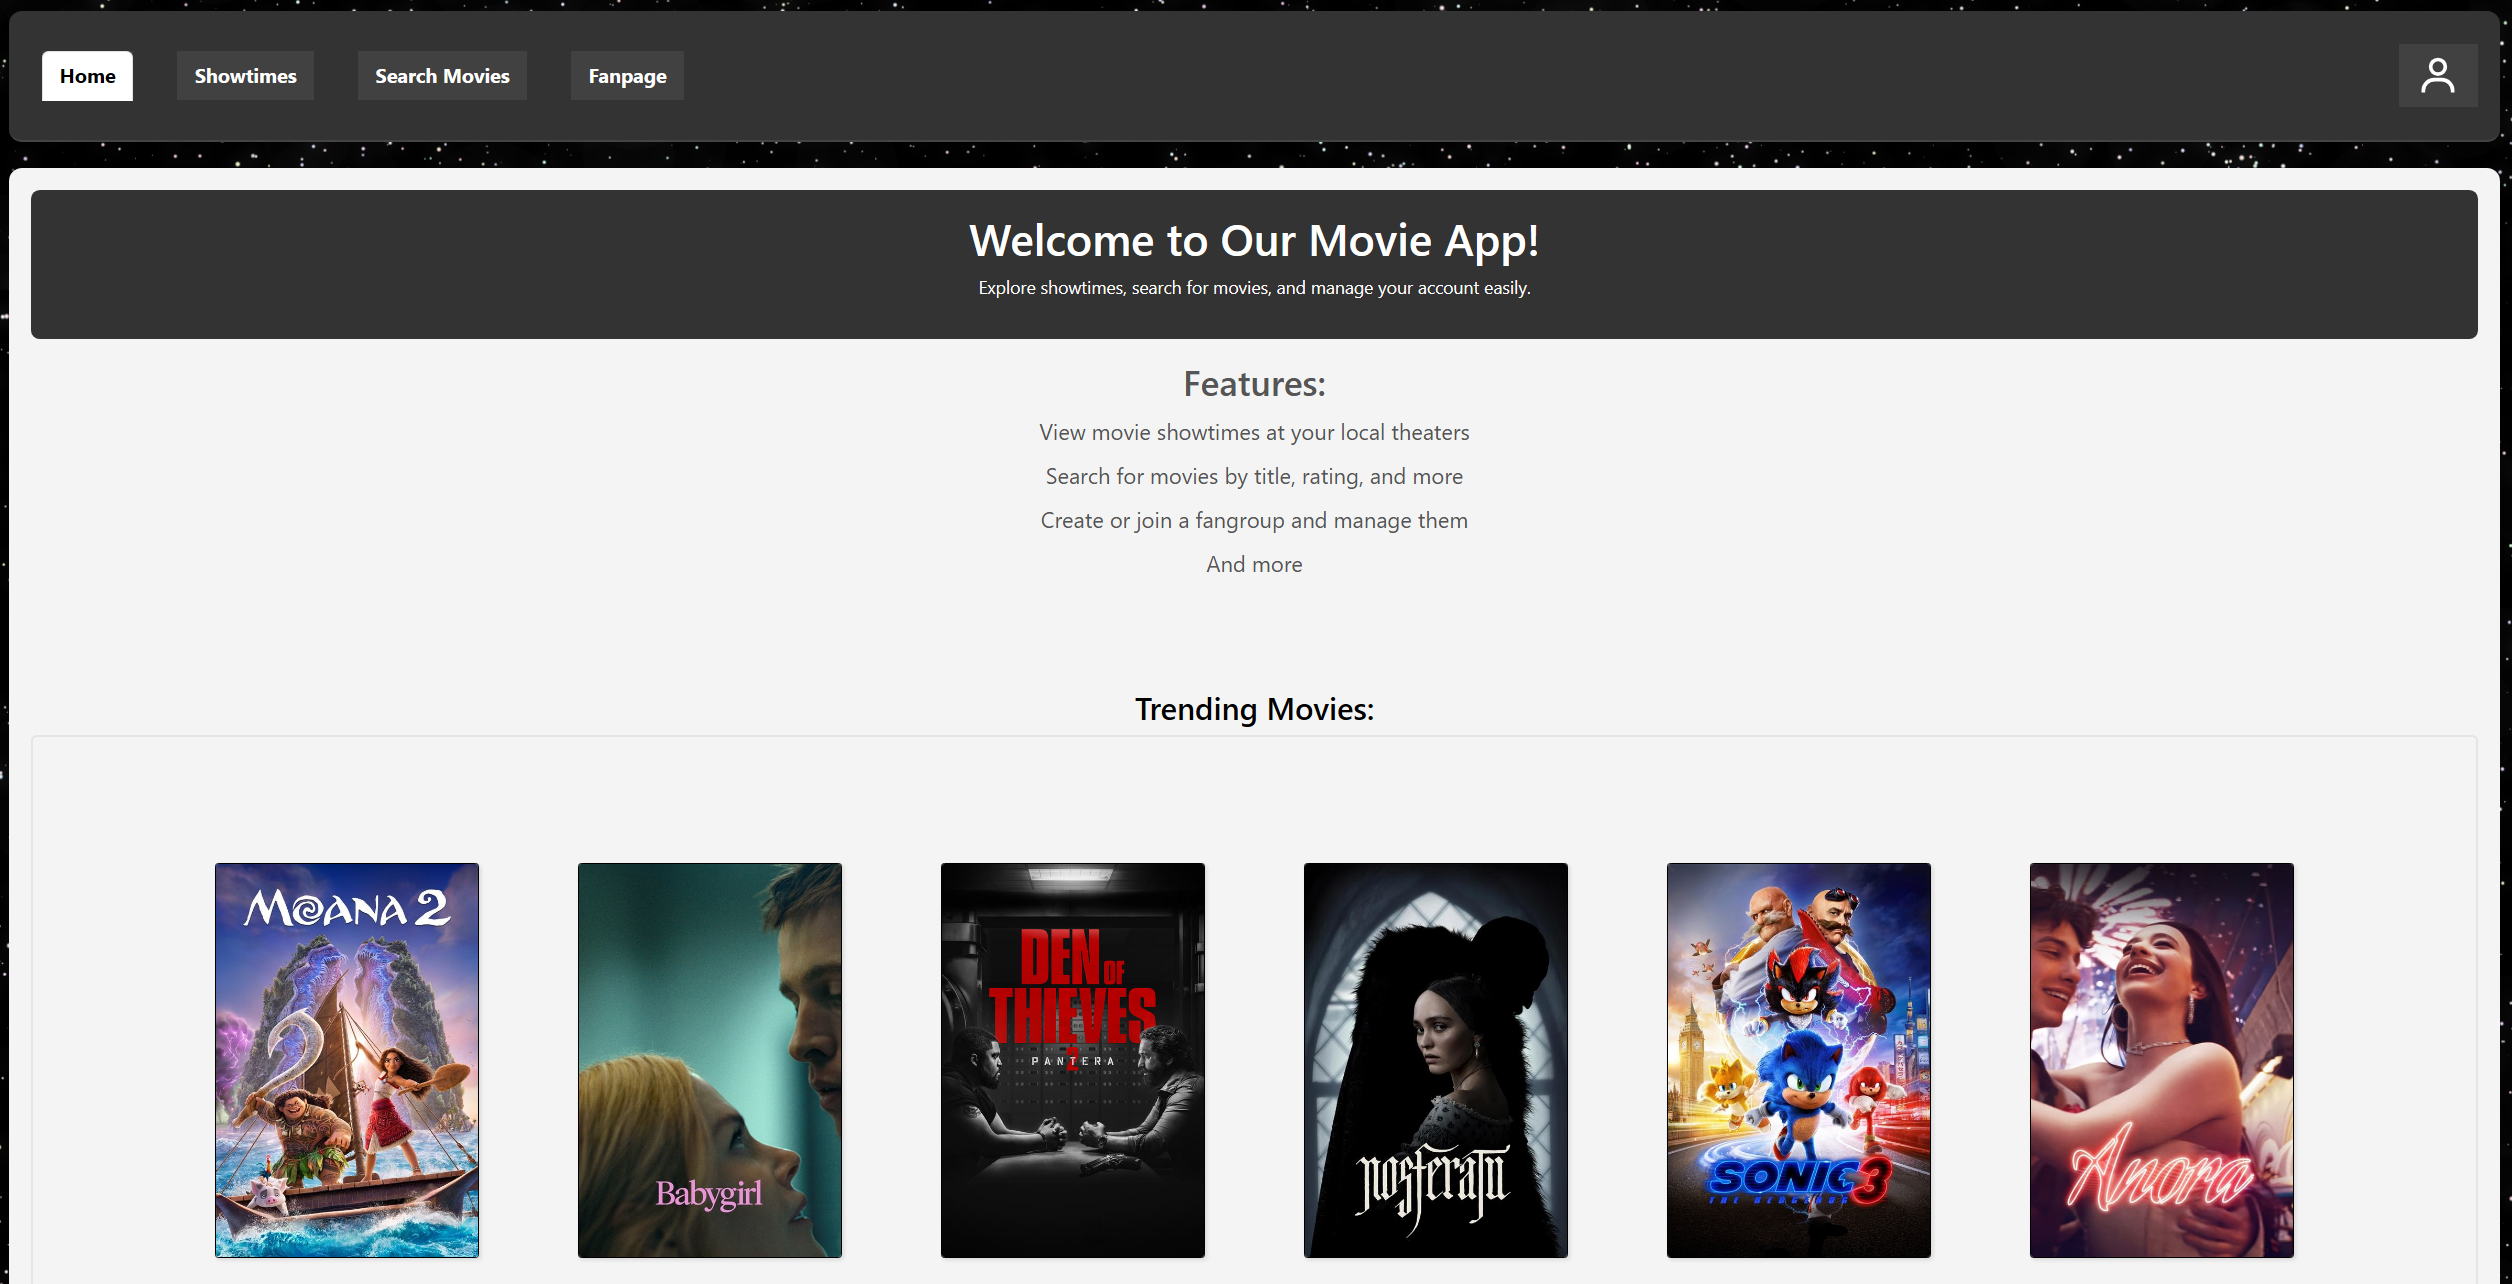 Home
Showtimes
Search Movies
Fanpage
Welcome to Our Movie App!
Explore showtimes, search for movies, and manage your account easily.
Features:
View movie showtimes at your local theaters
Search for movies by title, rating, and more
Create or join a fangroup and manage them
And more
Trending Movies:
MOANA 2
Babygirl
DEN OF
THIEVES
2
PANTERA
nosferatu
SONIC 3
THE HEDGEHOG
Anora